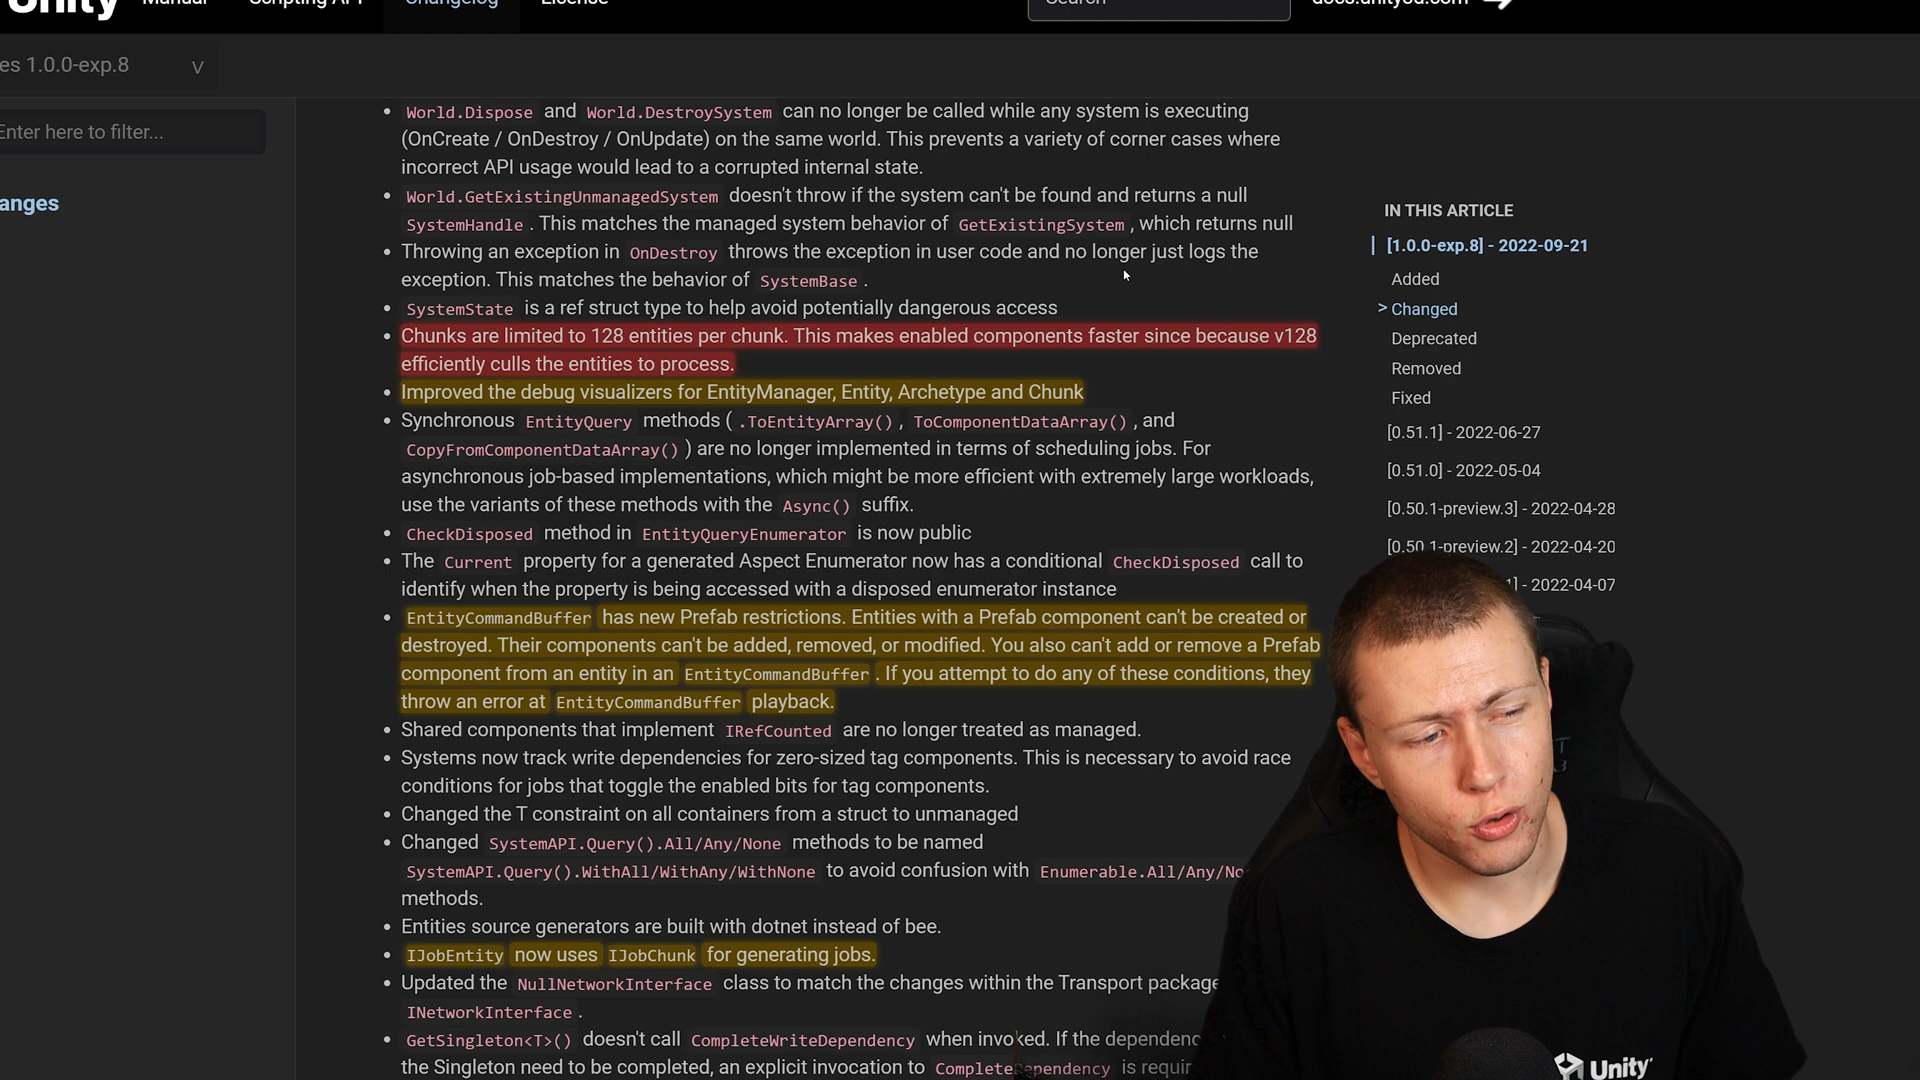 Unity Manual Scripting API Changelog License Search docs.unity3d.com
es 1.0.0-exp.8
Enter here to filter...
anges
World.Dispose and World.DestroySystem can no longer be called while any system is executing
(OnCreate / OnDestroy / OnUpdate) on the same world. This prevents a variety of corner cases where
incorrect API usage would lead to a corrupted internal state.
World.GetExistingUnmanagedSystem doesn't throw if the system can't be found and returns a null
SystemHandle . This matches the managed system behavior of GetExistingSystem , which returns null
Throwing an exception in OnDestroy throws the exception in user code and no longer just logs the
exception. This matches the behavior of SystemBase .
SystemState is a ref struct type to help avoid potentially dangerous access
Chunks are limited to 128 entities per chunk. This makes enabled components faster since because v128
efficiently culls the entities to process.
Improved the debug visualizers for EntityManager, Entity, Archetype and Chunk
Synchronous EntityQuery methods ( .ToEntityArray() , ToComponentDataArray() , and
CopyFromComponentDataArray() ) are no longer implemented in terms of scheduling jobs. For
asynchronous job-based implementations, which might be more efficient with extremely large workloads,
use the variants of these methods with the Async() suffix.
CheckDisposed method in EntityQueryEnumerator is now public
The Current property for a generated Aspect Enumerator now has a conditional CheckDisposed call to
identify when the property is being accessed with a disposed enumerator instance
EntityCommandBuffer has new Prefab restrictions. Entities with a Prefab component can't be created or
destroyed. Their components can't be added, removed, or modified. You also can't add or remove a Prefab
component from an entity in an EntityCommandBuffer . If you attempt to do any of these conditions, they
throw an error at EntityCommandBuffer playback.
Shared components that implement IRefCounted are no longer treated as managed.
Systems now track write dependencies for zero-sized tag components. This is necessary to avoid race
conditions for jobs that toggle the enabled bits for tag components.
Changed the T constraint on all containers from a struct to unmanaged
Changed SystemAPI.Query().All/Any/None methods to be named
SystemAPI.Query().WithAll/WithAny/WithNone to avoid confusion with Enumerable.All/Any/No
methods.
Entities source generators are built with dotnet instead of bee.
IJobEntity now uses IJobChunk for generating jobs.
Updated the NullNetworkInterface class to match the changes within the Transport package
INetworkInterface .
GetSingleton<T>() doesn't call CompleteWriteDependency when invoked. If the dependenc
the Singleton need to be completed, an explicit invocation to CompleteDependency is requir
IN THIS ARTICLE
[1.0.0-exp.8] - 2022-09-21
Added
> Changed
Deprecated
Removed
Fixed
[0.51.1] - 2022-06-27
[0.51.0] - 2022-05-04
[0.50.1-preview.3] - 2022-04-28
[0.50.1-preview.2] - 2022-04-20
1] - 2022-04-07
Unity